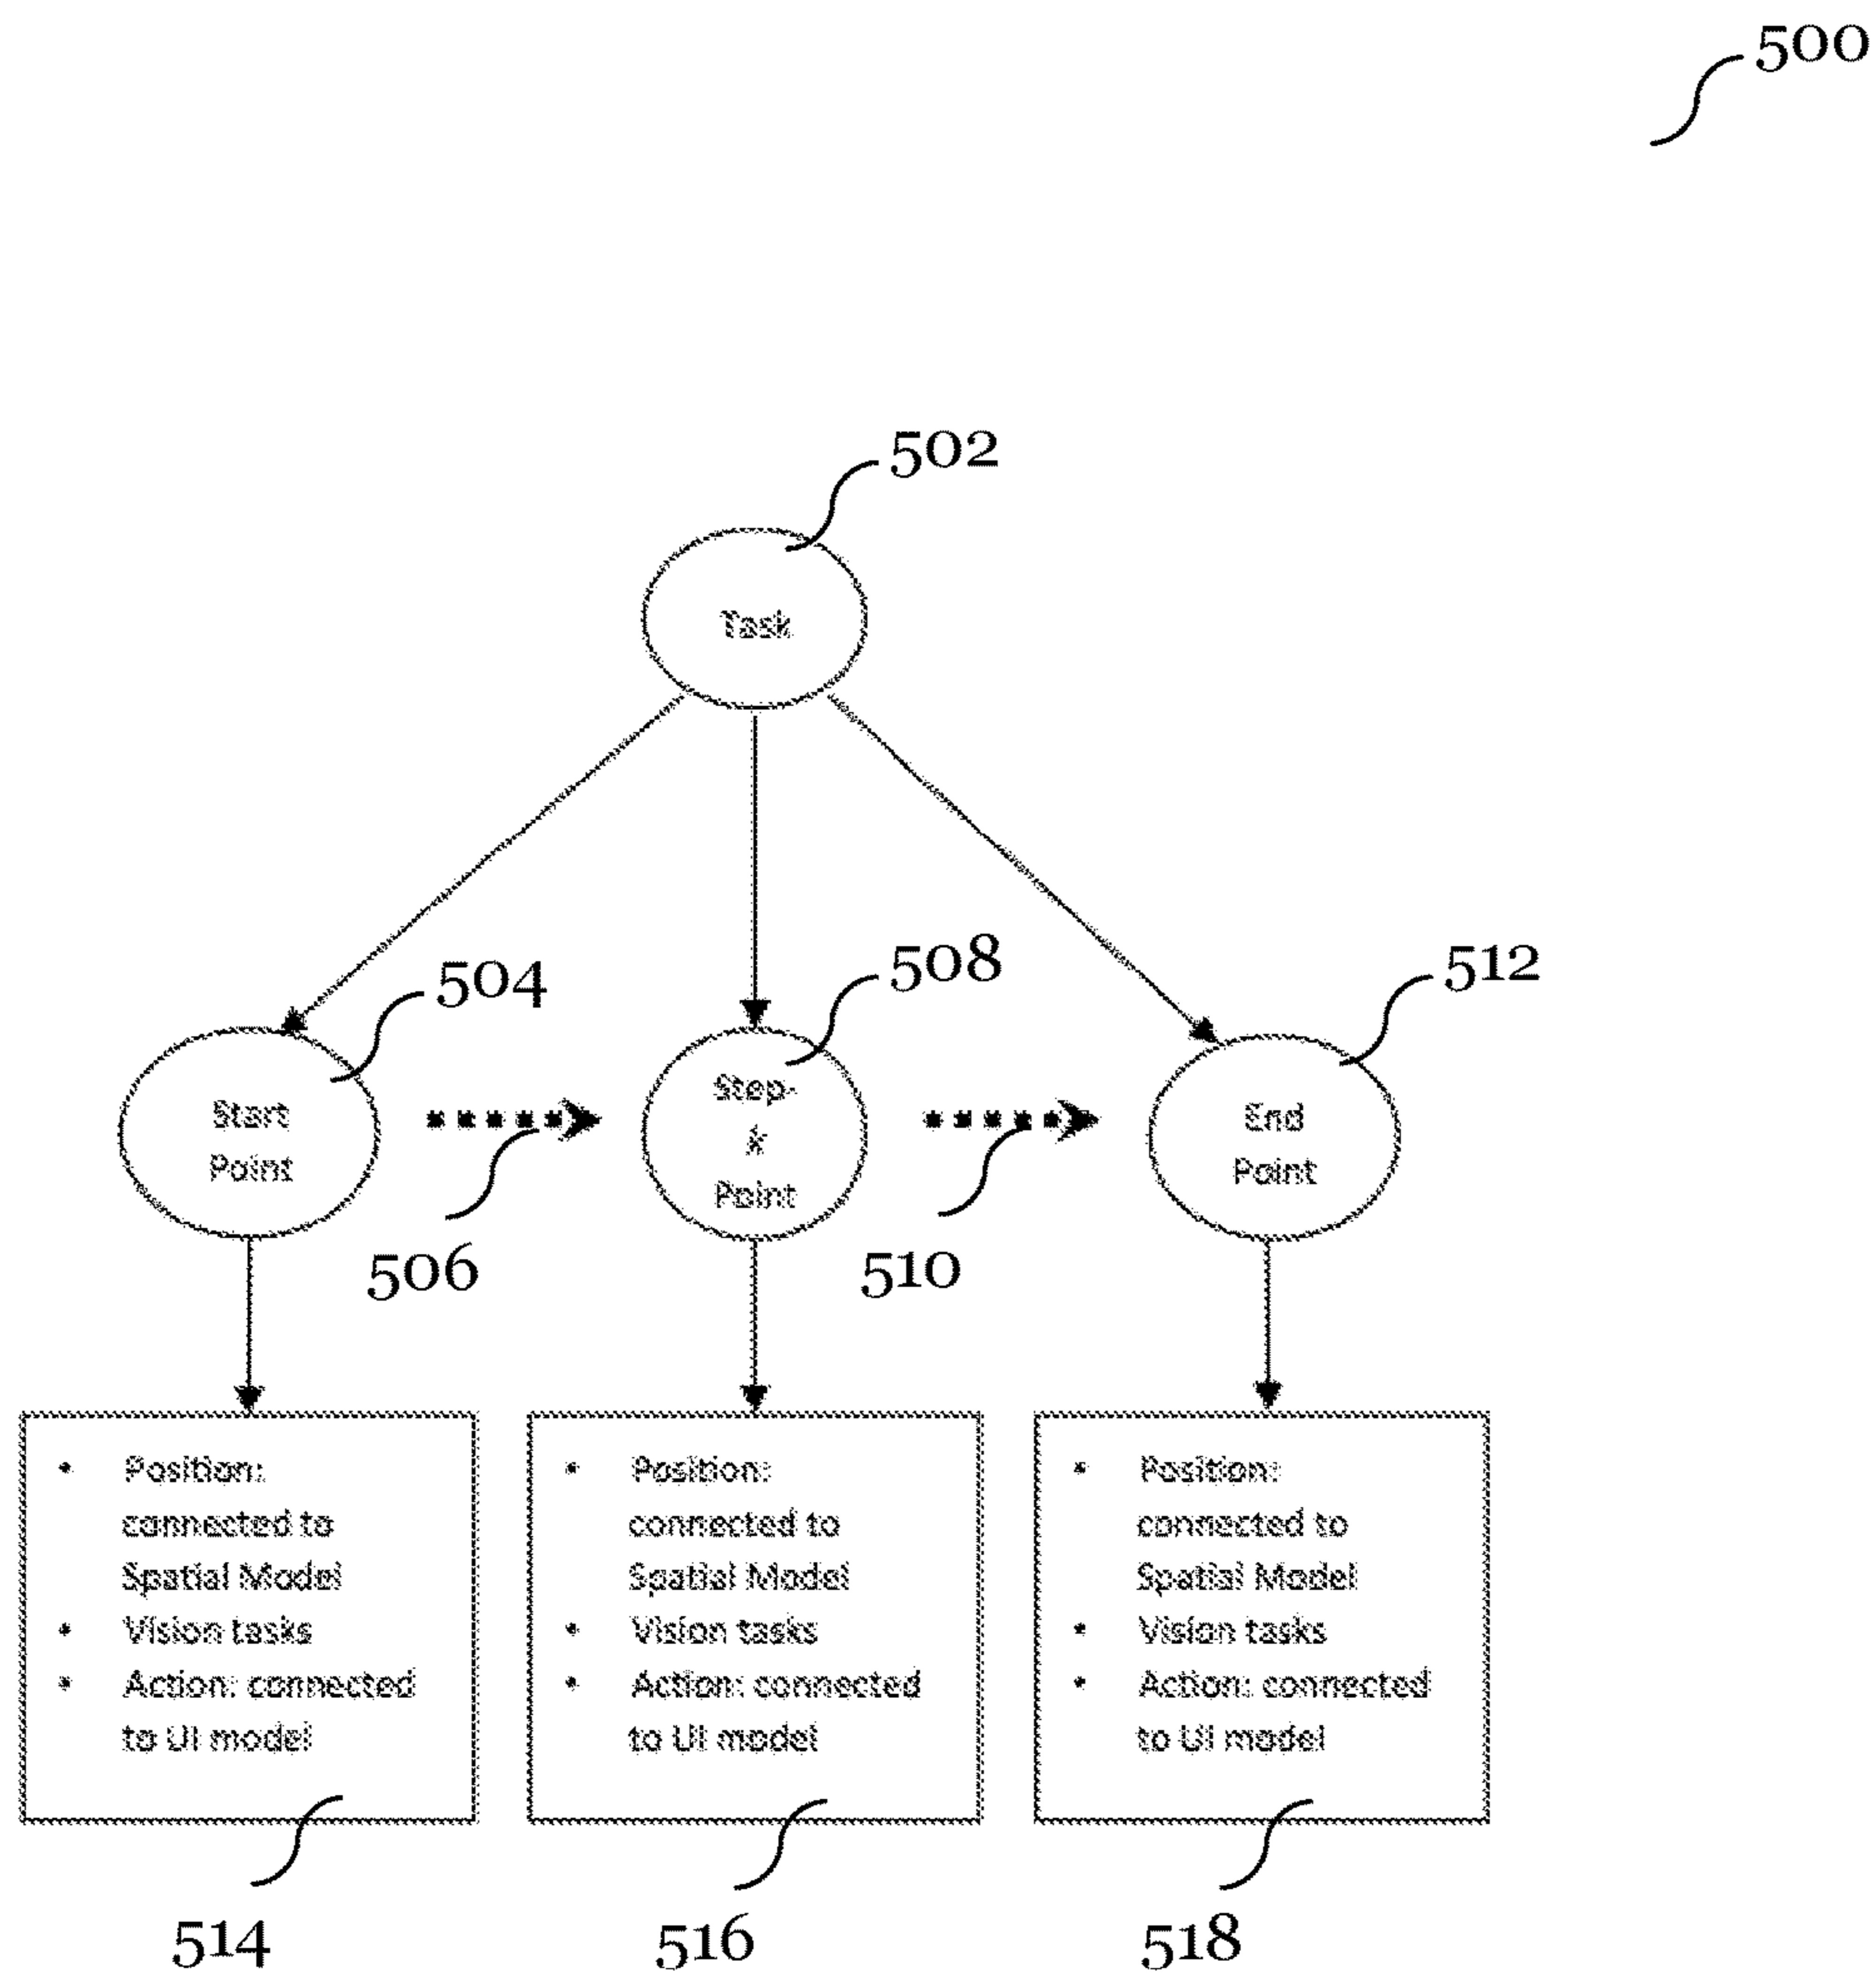 500
502
Task
504
508
512
Start
Point
Step-
k
Point
End
Point
506
510
• Position:
connected to
Spatial Model
• Vision tasks
• Action: connected
to UI model
• Position:
connected to
Spatial Model
• Vision tasks
• Action: connected
to UI model
• Position:
connected to
Spatial Model
• Vision tasks
• Action: connected
to UI model
514
516
518